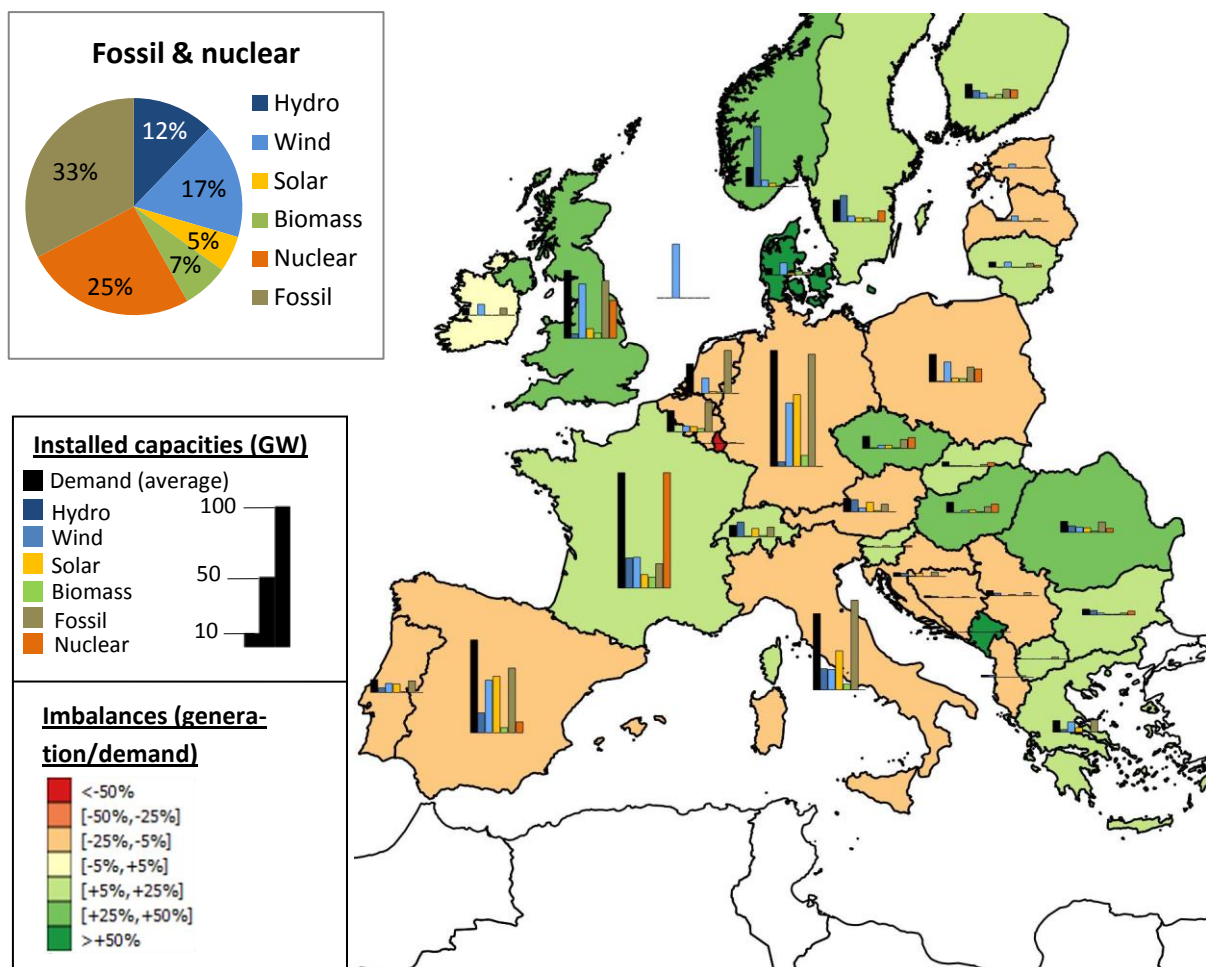 Fossil & nuclear
Hydro
Wind
Solar
Biomass
Nuclear
Fossil
12%
17%
5%
7%
25%
33%
Installed capacities (GW)
Demand (average)
Hydro
Wind
Solar
Biomass
Fossil
Nuclear
100
50
10
Imbalances (genera-
tion/demand)
<-50%
[-50%,-25%]
[-25%,-5%]
[-5%,+5%]
[+5%,+25%]
[+25%,+50%]
>+50%